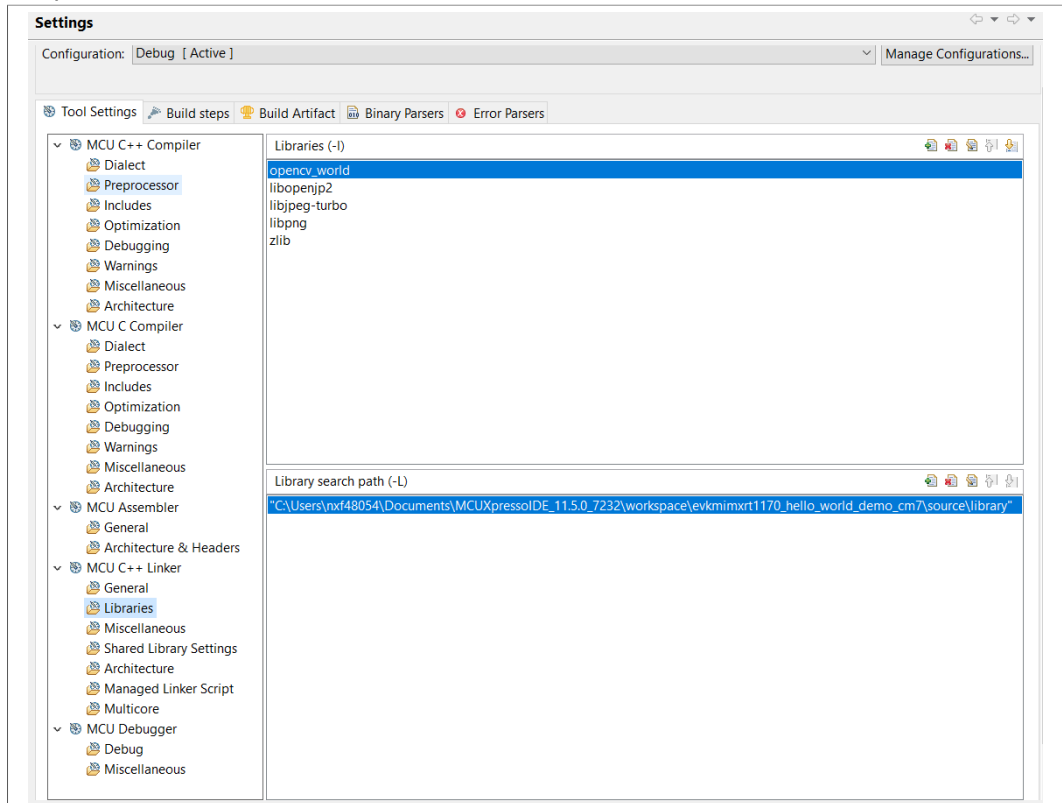 Settings
Configuration: Debug [ Active ]
Manage Configurations...
Tool Settings
Build steps
Build Artifact
Binary Parsers
Error Parsers
MCU C++ Compiler
Dialect
Preprocessor
Includes
Optimization
Debugging
Warnings
Miscellaneous
Architecture
MCU C Compiler
Dialect
Preprocessor
Includes
Optimization
Debugging
Warnings
Miscellaneous
Architecture
MCU Assembler
General
Architecture & Headers
MCU C++ Linker
General
Libraries
Miscellaneous
Shared Library Settings
Architecture
Managed Linker Script
Multicore
MCU Debugger
Debug
Miscellaneous
Libraries (-l)
opencv_world
libopenjp2
libjpeg-turbo
libpng
zlib
Library search path (-L)
"C:\Users\nxf48054\Documents\MCUXpressoIDE_11.5.0_7232\workspace\evkmimxrt1170_hello_world_demo_cm7\source\library"